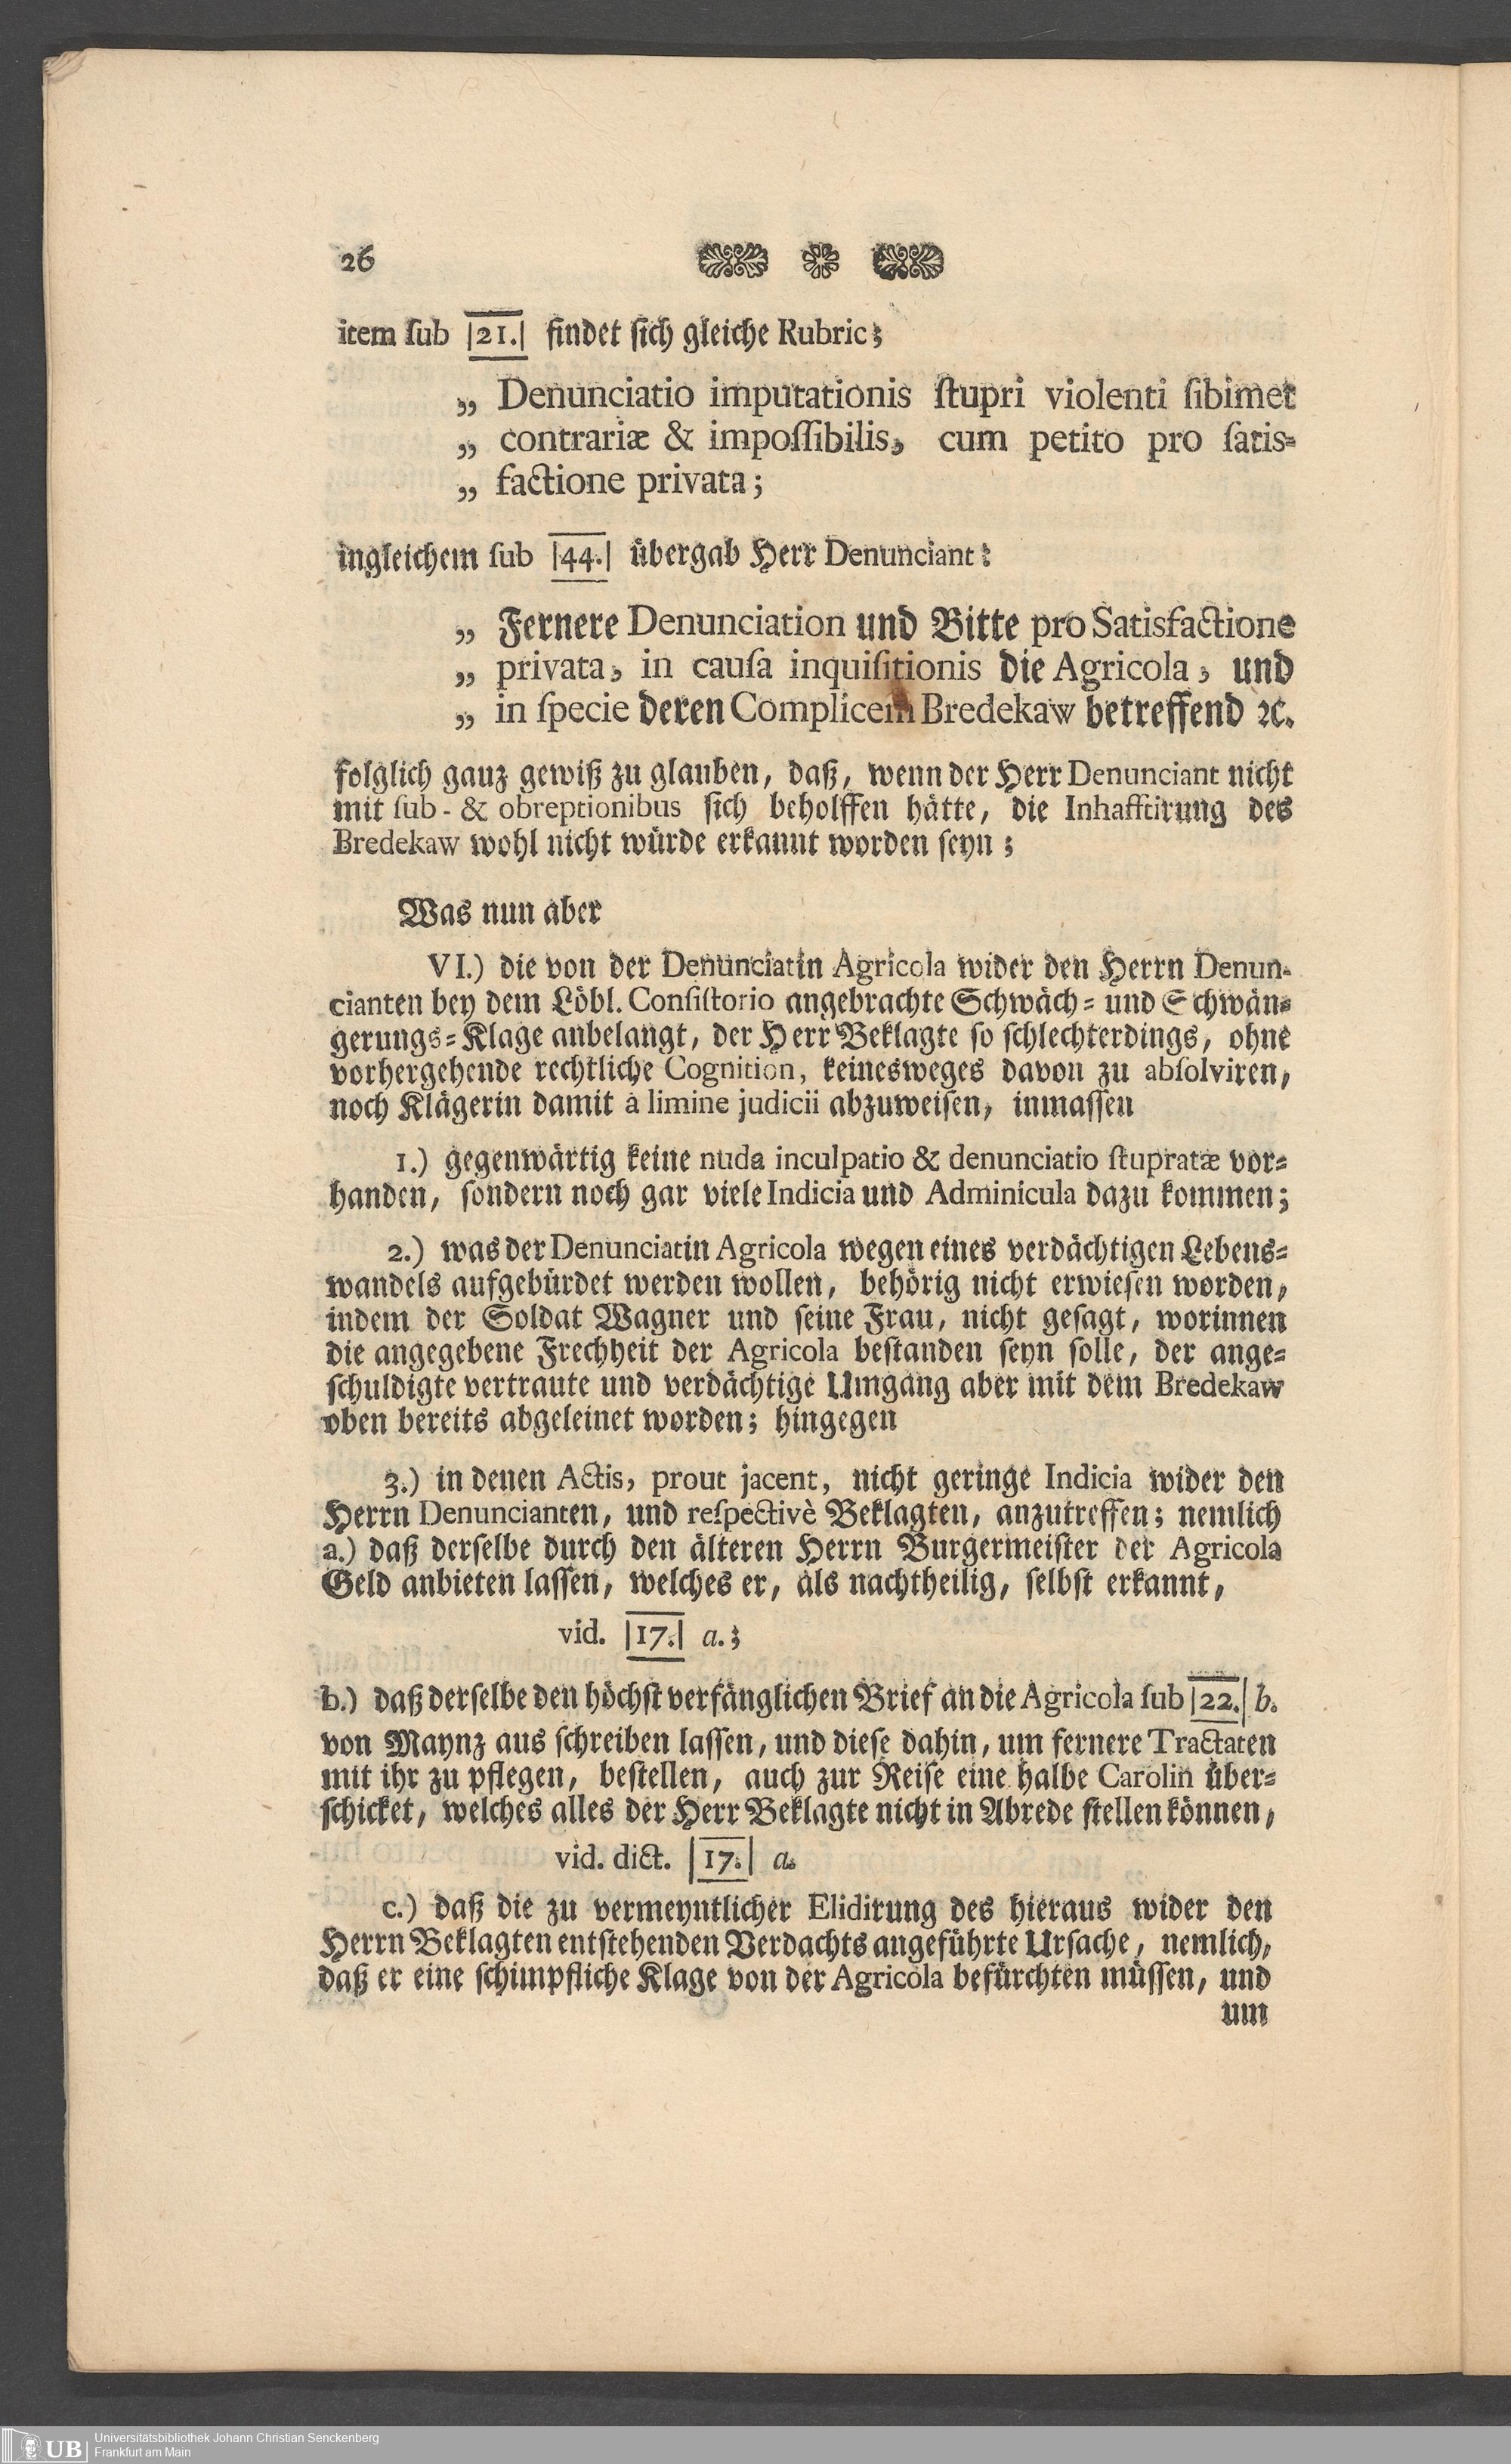 26
item ſub |21.| findet ſich gleiche Rubric;
„ Denunciatio imputationis ſtupri violenti ſibimet
„ contrariæ & impoſſibilis, cum petito pro ſatis-
„ factione privata;
ingleichem ſub |44.| übergab Herr Denunciant:
„ Fernere Denunciation und Bitte pro Satisfactione
„ privata, in cauſa inquiſitionis die Agricola, und
„ in ſpecie deren Complicem Bredekaw betreffend ꝛc.
folglich ganz gewiß zu glauben, daß, wenn der Herr Denunciant nicht
mit ſub- & obreptionibus ſich beholffen hätte, die Inhafftirung des
Bredekaw wohl nicht würde erkannt worden ſeyn;
Was nun aber
VI.) die von der Denunciatin Agricola wider den Herrn Denun-
cianten bey dem Löbl. Conſiſtorio angebrachte Schwäch- und Schwän-
gerungs-Klage anbelangt, der Herr Beklagte ſo ſchlechterdings, ohne
vorhergehende rechtliche Cognition, keinesweges davon zu abſolviren,
noch Klägerin damit à limine judicii abzuweiſen, inmaſſen
1.) gegenwärtig keine nuda inculpatio & denunciatio ſtupratæ vor-
handen, ſondern noch gar viele Indicia und Adminicula dazu kommen;
2.) was der Denunciatin Agricola wegen eines verdächtigen Lebens-
wandels aufgebürdet werden wollen, behörig nicht erwieſen worden,
indem der Soldat Wagner und ſeine Frau, nicht geſagt, worinnen
die angegebene Frechheit der Agricola beſtanden ſeyn ſolle, der ange-
ſchuldigte vertraute und verdächtige Umgang aber mit dem Bredekaw
oben bereits abgeleinet worden; hingegen
3.) in denen Actis, prout jacent, nicht geringe Indicia wider den
Herrn Denuncianten, und reſpectivè Beklagten, anzutreffen; nemlich
a.) daß derſelbe durch den älteren Herrn Burgermeiſter der Agricola
Geld anbieten laſſen, welches er, als nachtheilig, ſelbſt erkannt,
vid. |17.| a.;
b.) daß derſelbe den höchſt verfänglichen Brief an die Agricola ſub |22.| b.
von Maynz aus ſchreiben laſſen, und dieſe dahin, um fernere Tractaten
mit ihr zu pflegen, beſtellen, auch zur Reiſe eine halbe Carolin über-
ſchicket, welches alles der Herr Beklagte nicht in Abrede ſtellen können,
vid. dict. |17.| a.
c.) daß die zu vermeyntlicher Elidirung des hieraus wider den
Herrn Beklagten entſtehenden Verdachts angeführte Urſache, nemlich,
daß er eine ſchimpfliche Klage von der Agricola befürchten müſſen, und
um
UB
Universitätsbibliothek Johann Christian Senckenberg
Frankfurt am Main